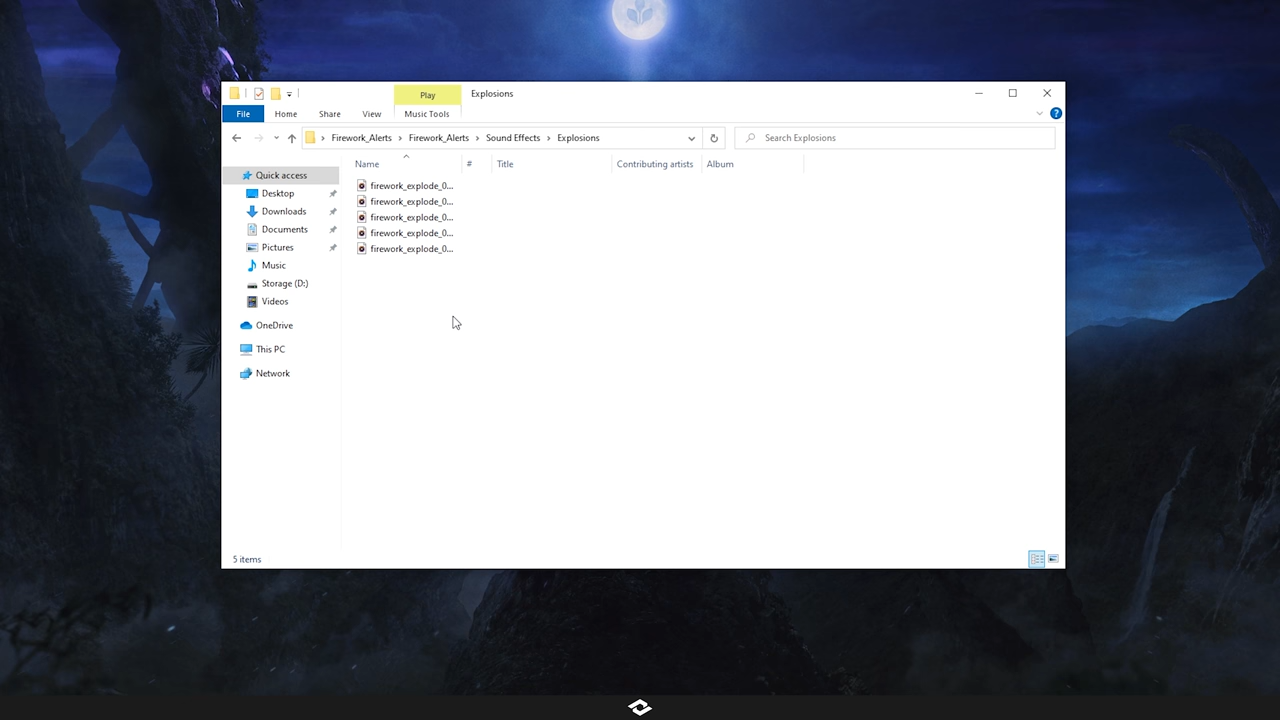 Play
Explosions
File
Home
Share
View
Music Tools
Firework_Alerts
Firework_Alerts
Sound Effects
Explosions
Search Explosions
Name
#
Title
Contributing artists
Album
Quick access
Desktop
Downloads
Documents
Pictures
Music
Storage (D:)
Videos
OneDrive
This PC
Network
firework_explode_0...
firework_explode_0...
firework_explode_0...
firework_explode_0...
firework_explode_0...
5 items